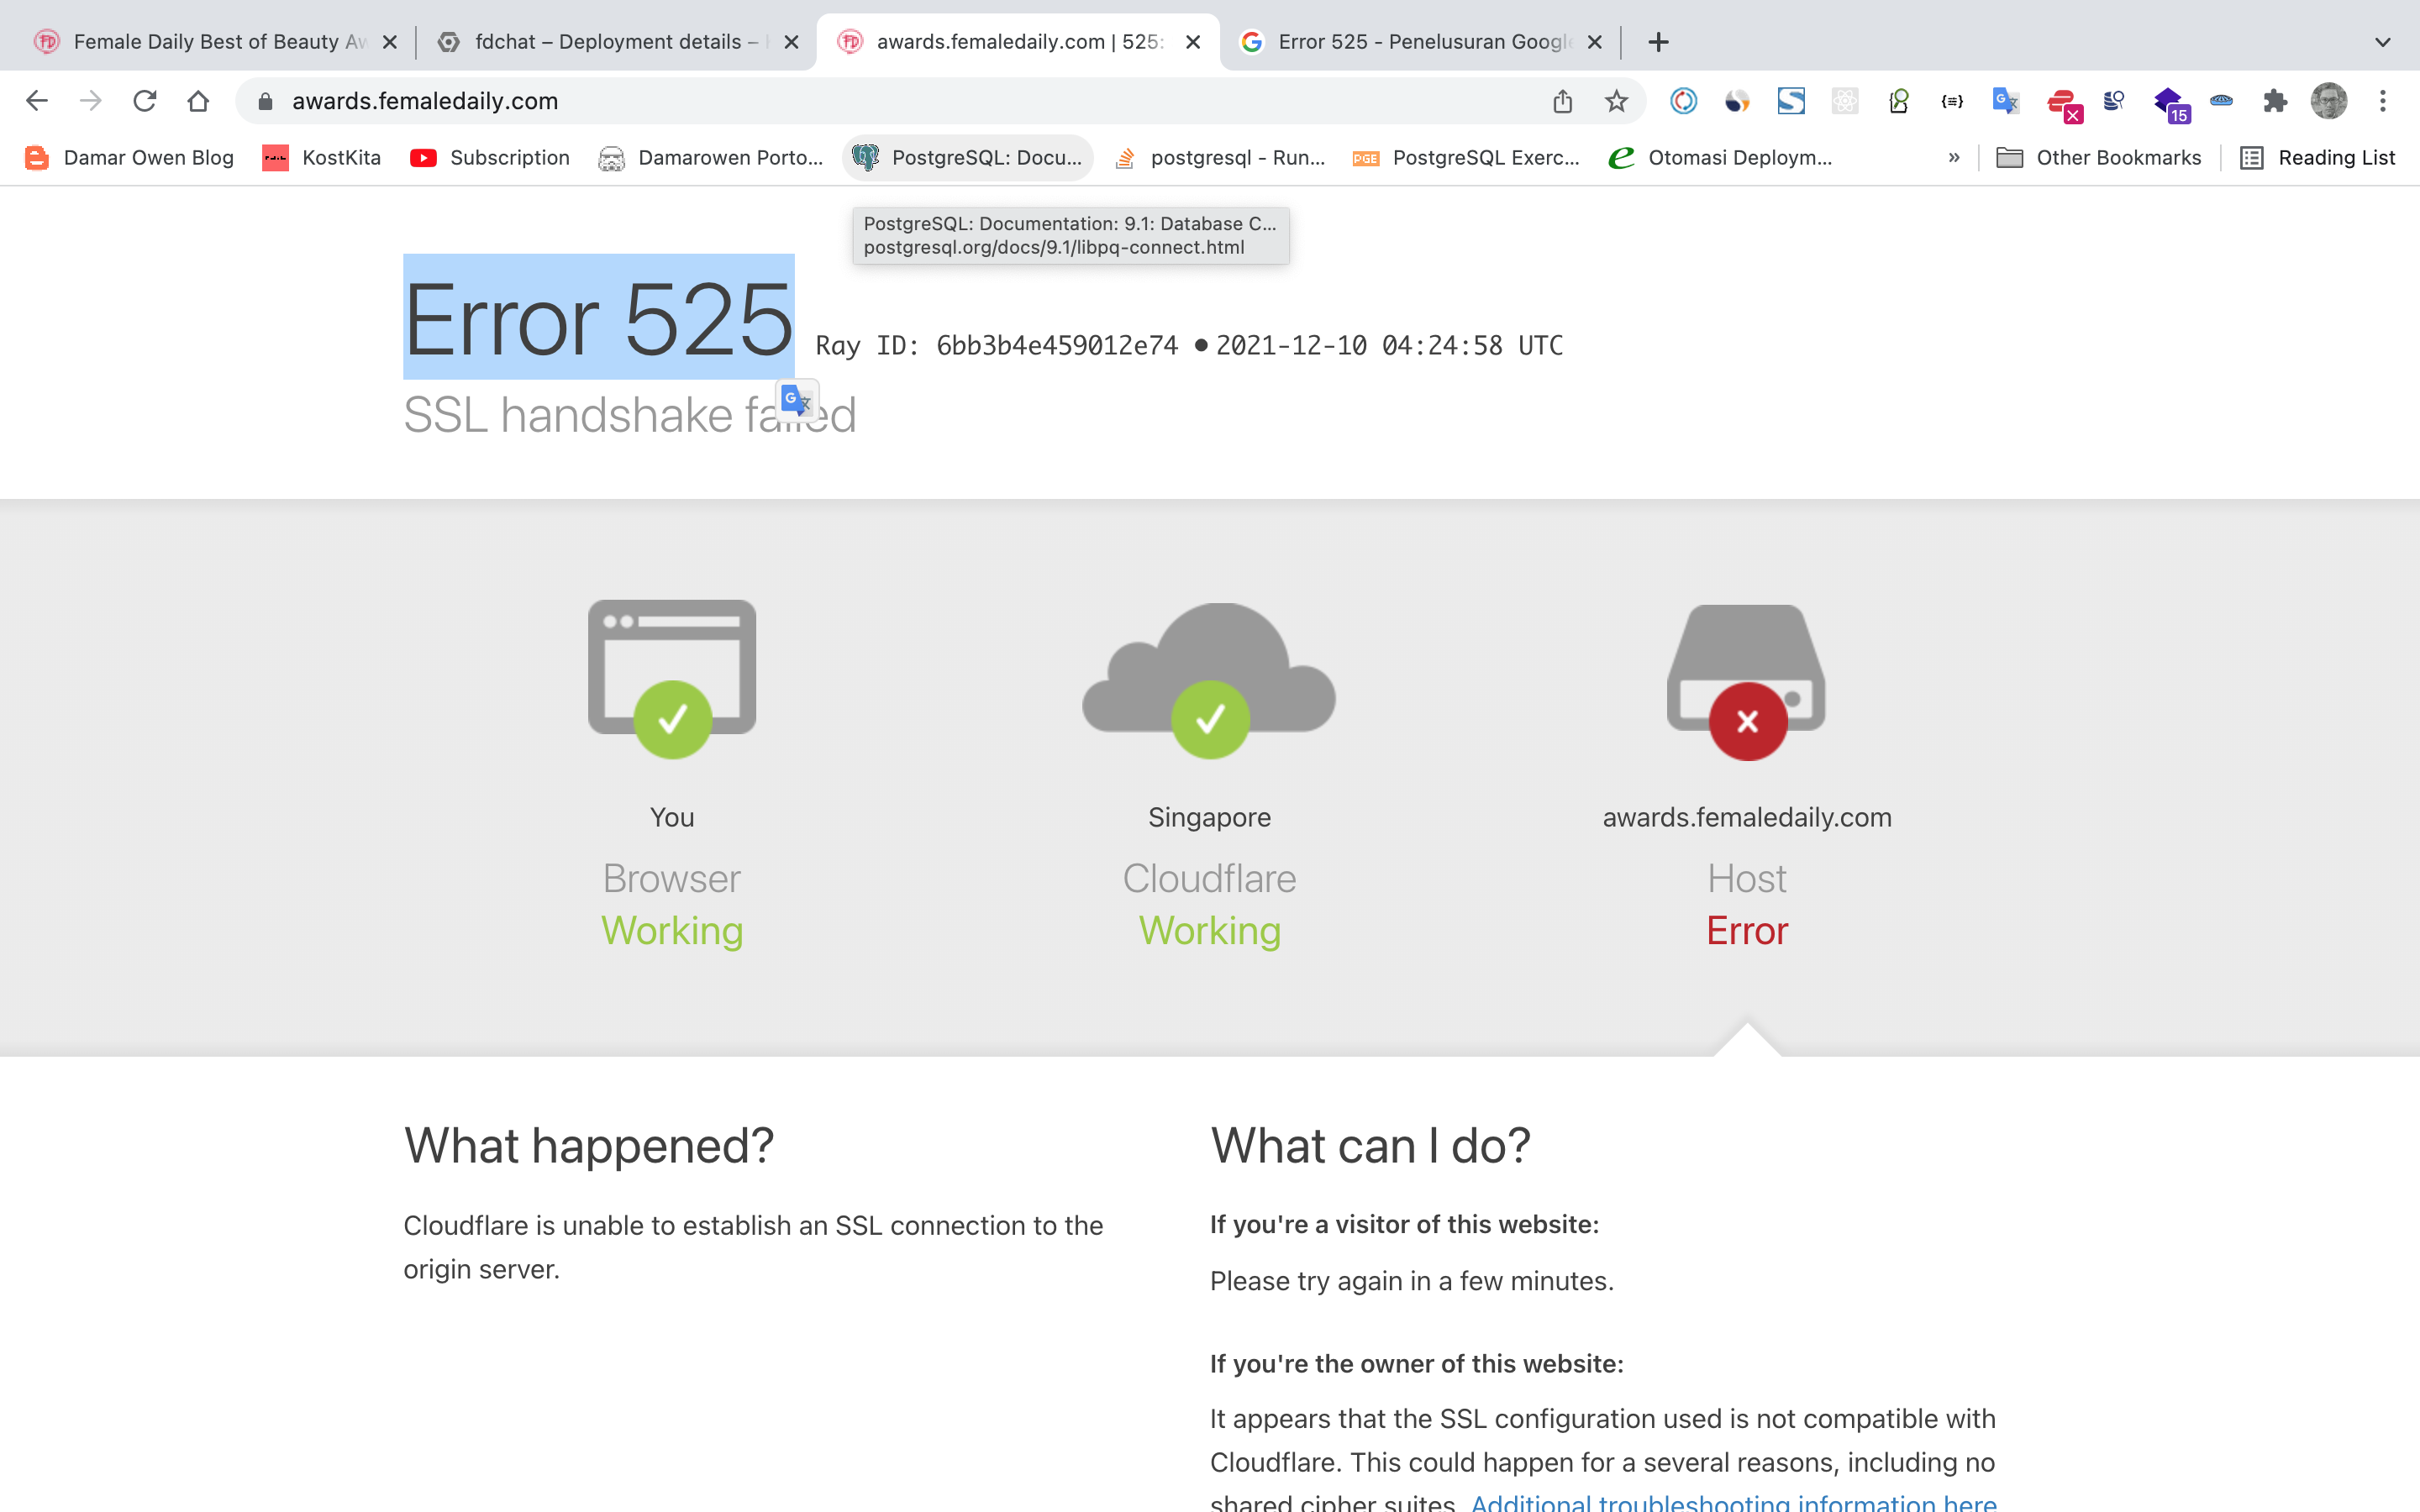 Female Daily Best of Beauty Aw
fdchat – Deployment details –
awards.femaledaily.com | 525:
Error 525 - Penelusuran Google
awards.femaledaily.com
15
Damar Owen Blog
KostKita
Subscription
Damarowen Porto...
PostgreSQL: Docu...
postgresql - Run...
PGE
PostgreSQL Exerc...
Otomasi Deploym...
»
Other Bookmarks
Reading List
PostgreSQL: Documentation: 9.1: Database C...
postgresql.org/docs/9.1/libpq-connect.html
Error 525 Ray ID: 6bb3b4e459012e74 • 2021-12-10 04:24:58 UTC
SSL handshake failed
You
Browser
Working
Singapore
Cloudflare
Working
awards.femaledaily.com
Host
Error
What happened?
Cloudflare is unable to establish an SSL connection to the
origin server.
What can I do?
If you're a visitor of this website:
Please try again in a few minutes.
If you're the owner of this website:
It appears that the SSL configuration used is not compatible with
Cloudflare. This could happen for a several reasons, including no
shared cipher suites. Additional troubleshooting information here